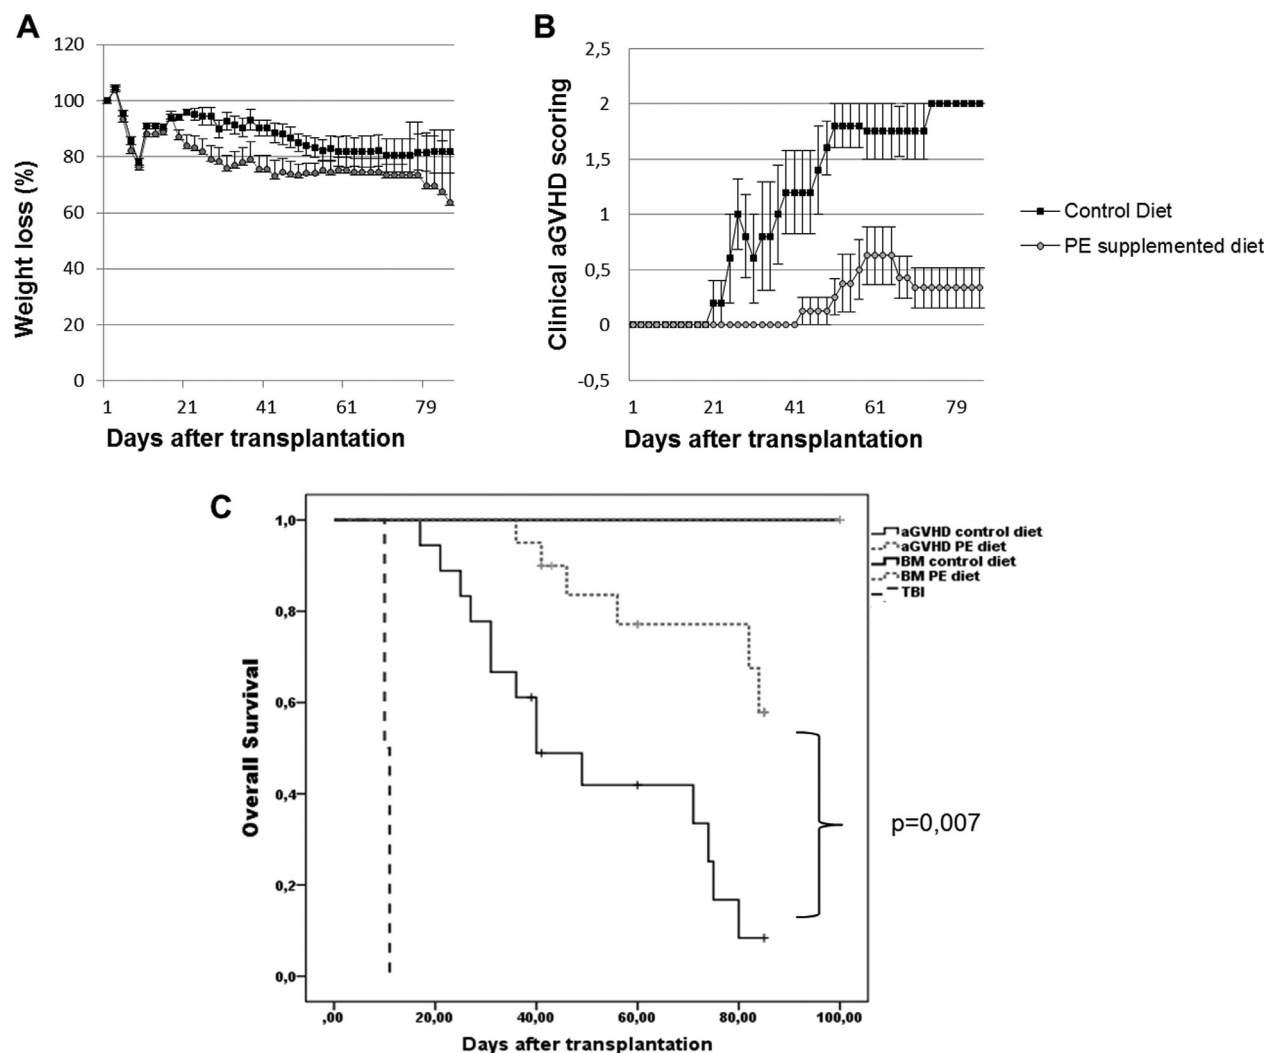 A
120
100
80
60
40
20
0
Weight loss (%)
1 21 41 61 79
Days after transplantation
B
2,5
2
1,5
1
0,5
0
-0,5
Clinical aGVHD scoring
1 21 41 61 79
Days after transplantation
Control Diet
PE supplemented diet
C
1,0
0,8
0,6
0,4
0,2
0,0
Overall Survival
,00 20,00 40,00 60,00 80,00 100,00
Days after transplantation
aGVHD control diet
aGVHD PE diet
BM control diet
BM PE diet
TBI
p=0,007